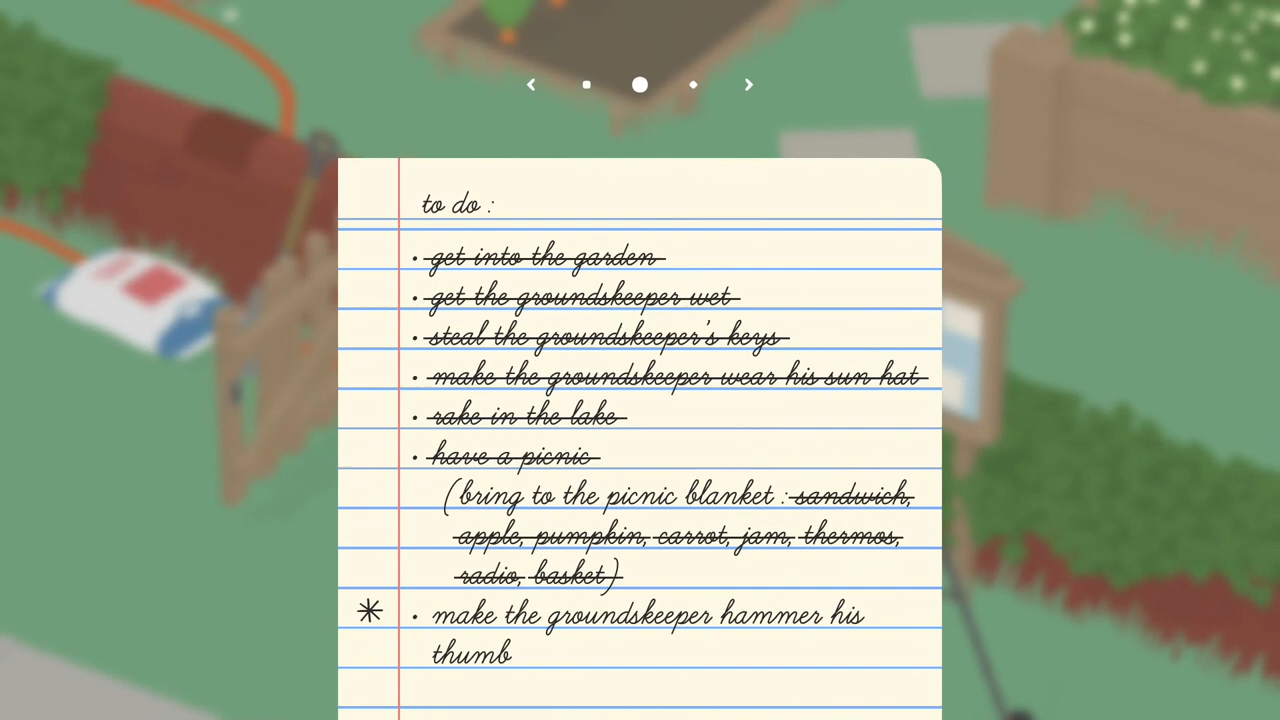 to do :
• get into the garden
• get the groundskeeper wet
• steal the groundskeeper's keys
• make the groundskeeper wear his sun hat
• rake in the lake
• have a picnic
(bring to the picnic blanket : sandwich,
apple, pumpkin, carrot, jam, thermos,
radio, basket)
• make the groundskeeper hammer his
thumb